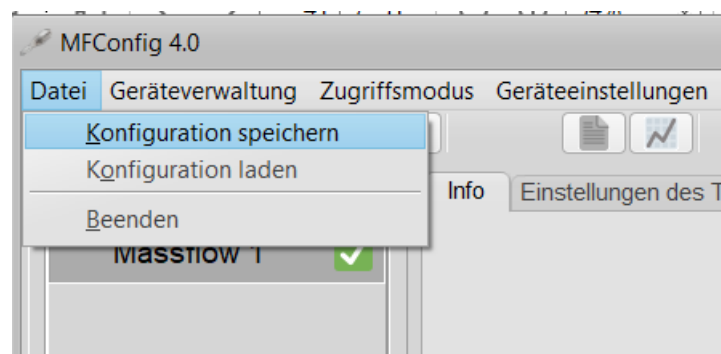 MFConfig 4.0
Datei Geräteverwaltung Zugriffsmodus Geräteeinstellungen
Konfiguration speichern
Konfiguration laden
Beenden
Info Einstellungen des T
Massflow 1